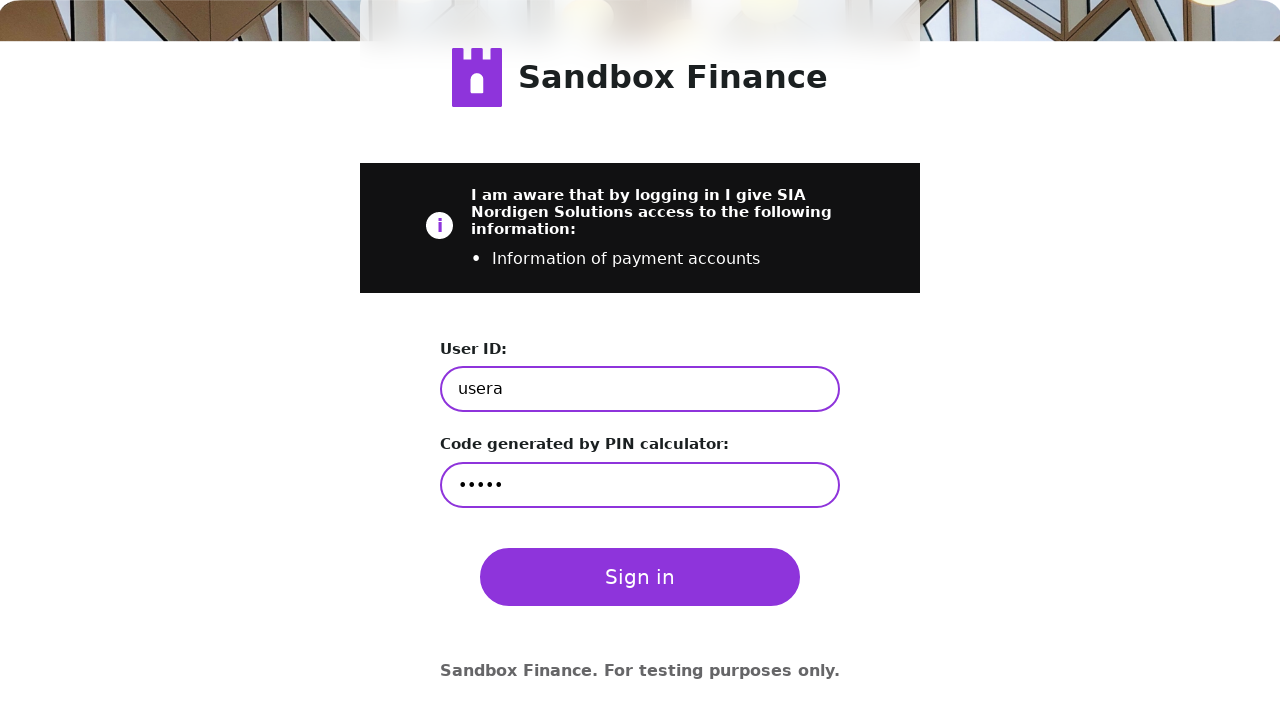 Sandbox Finance
i
I am aware that by logging in I give SIA
Nordigen Solutions access to the following
information:
• Information of payment accounts
User ID:
usera
Code generated by PIN calculator:
•••••
Sign in
Sandbox Finance. For testing purposes only.